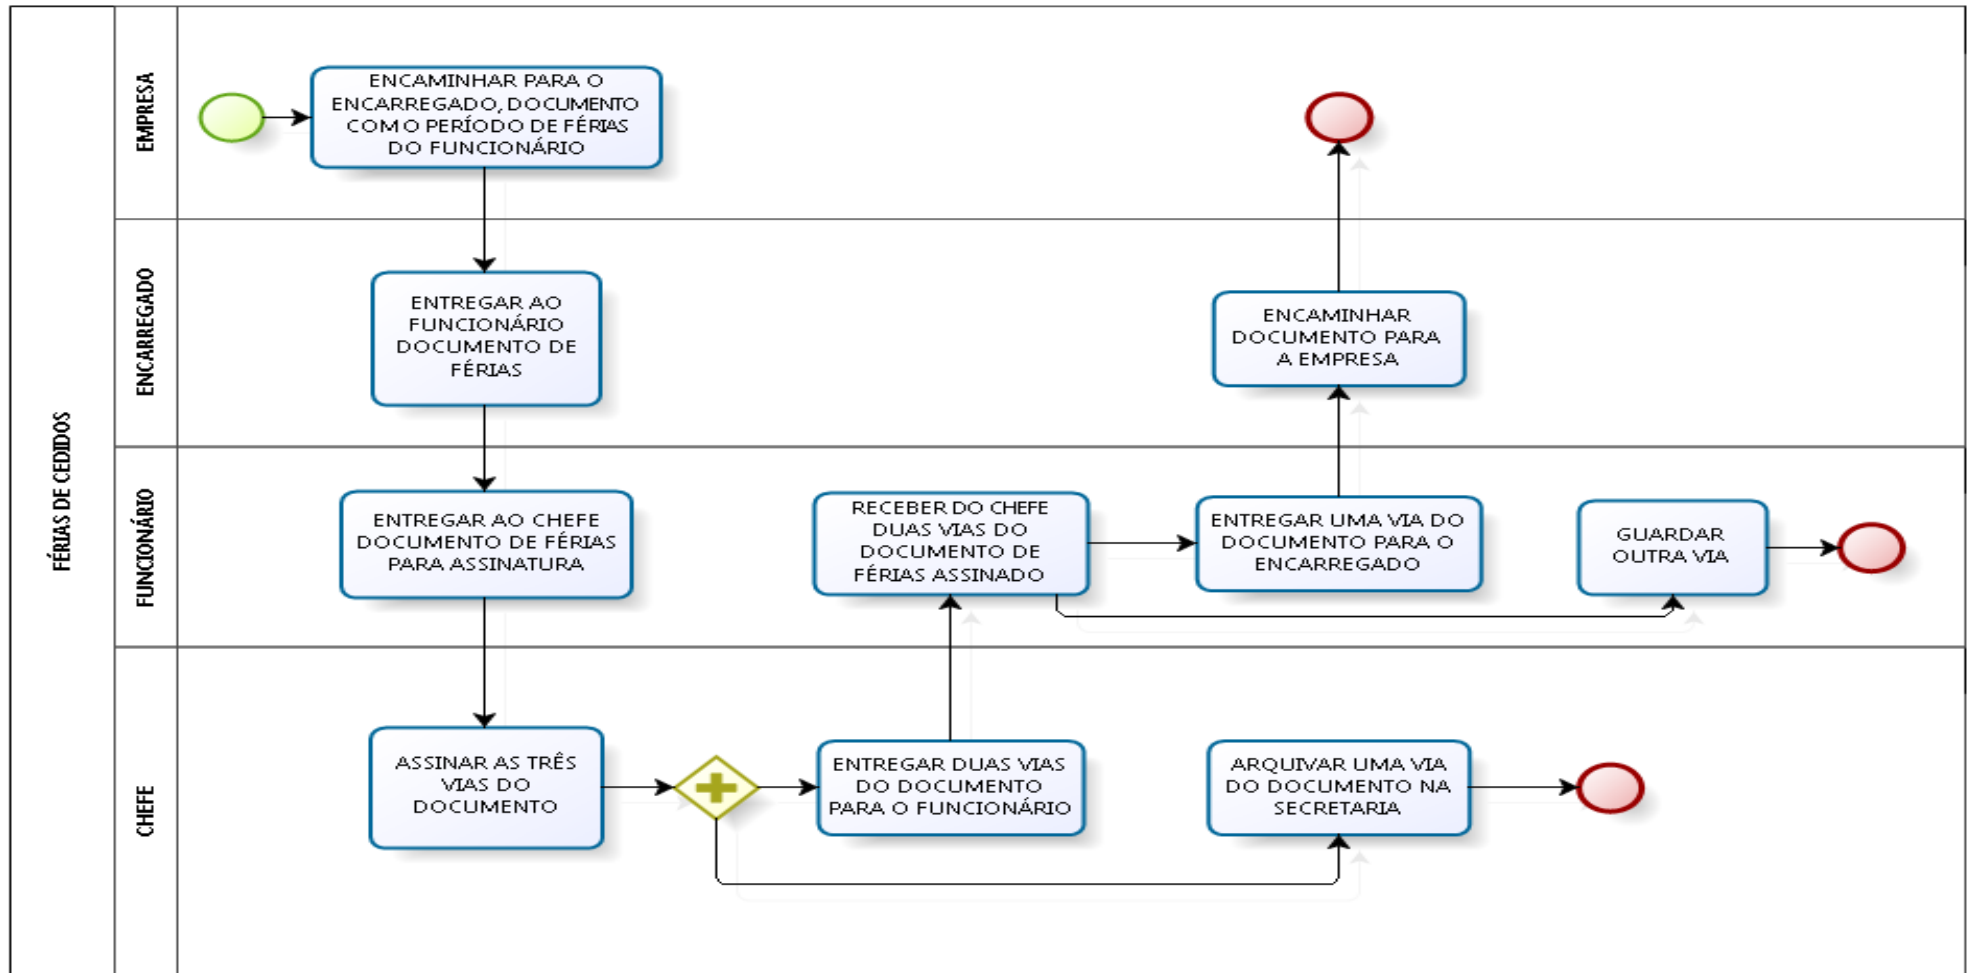 FÉRIAS DE CEDIDOS
EMPRESA
ENCAMINHAR PARA O
ENCARREGADO, DOCUMENTO
COM O PERÍODO DE FÉRIAS
DO FUNCIONÁRIO
ENCARREGADO
ENTREGAR AO
FUNCIONÁRIO
DOCUMENTO DE
FÉRIAS
ENCAMINHAR
DOCUMENTO PARA
A EMPRESA
FUNCIONÁRIO
ENTREGAR AO CHEFE
DOCUMENTO DE FÉRIAS
PARA ASSINATURA
RECEBER DO CHEFE
DUAS VIAS DO
DOCUMENTO DE
FÉRIAS ASSINADO
ENTREGAR UMA VIA DO
DOCUMENTO PARA O
ENCARREGADO
GUARDAR
OUTRA VIA
CHEFE
ASSINAR AS TRÊS
VIAS DO
DOCUMENTO
ENTREGAR DUAS VIAS
DO DOCUMENTO
PARA O FUNCIONÁRIO
ARQUIVAR UMA VIA
DO DOCUMENTO NA
SECRETARIA